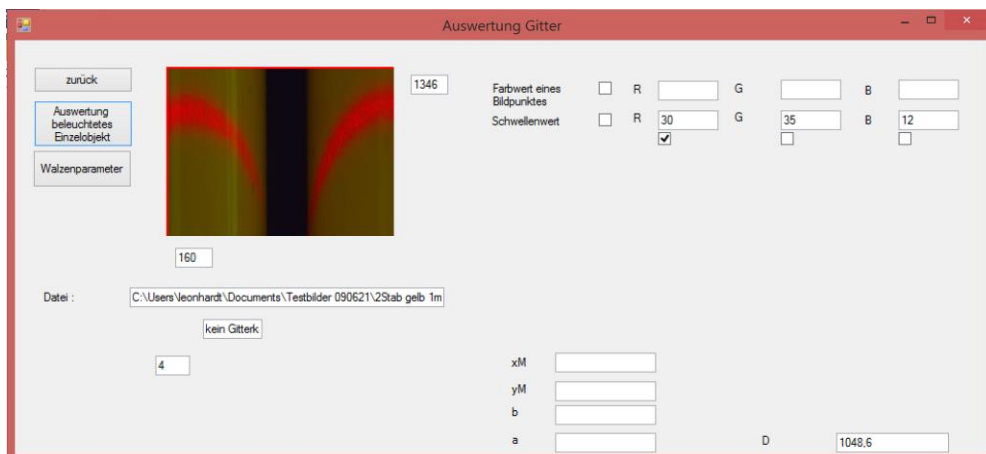 Auswertung Gitter
zurück
1346
Farbwert eines Bildpunktes
R
G
B
Auswertung beleuchtetes Einzelobjekt
Schwellenwert
R
30
G
35
B
12
Walzenparameter
160
Datei :
C:\Users\leonhardt\Documents\Testbilder 090621\2Stab gelb 1m
kein Gitterk
4
xM
yM
b
a
D
1048,6